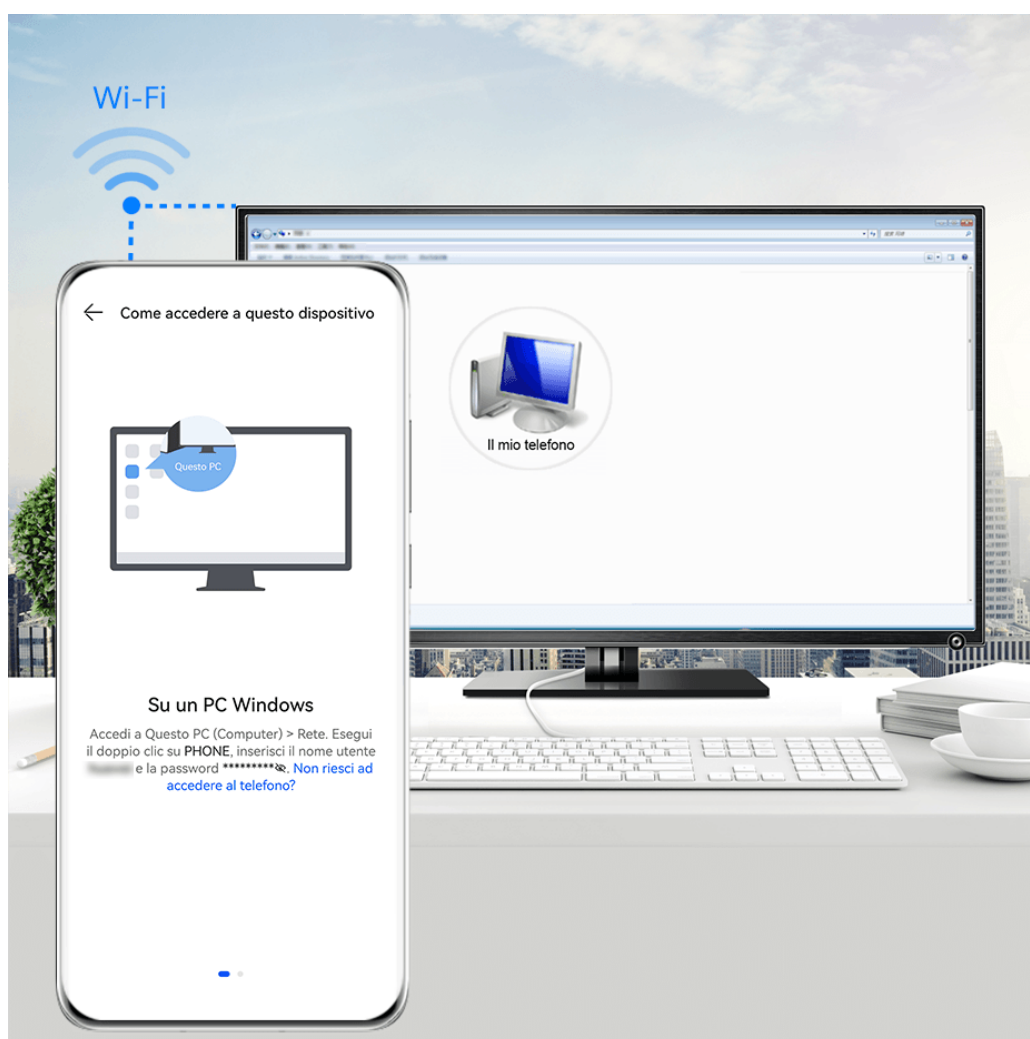 Wi-Fi
Come accedere a questo dispositivo
Il mio telefono
Questo PC
Su un PC Windows
Accedi a Questo PC (Computer) > Rete. Esegui
il doppio clic su PHONE, inserisci il nome utente
e la password *********. Non riesci ad
accedere al telefono?